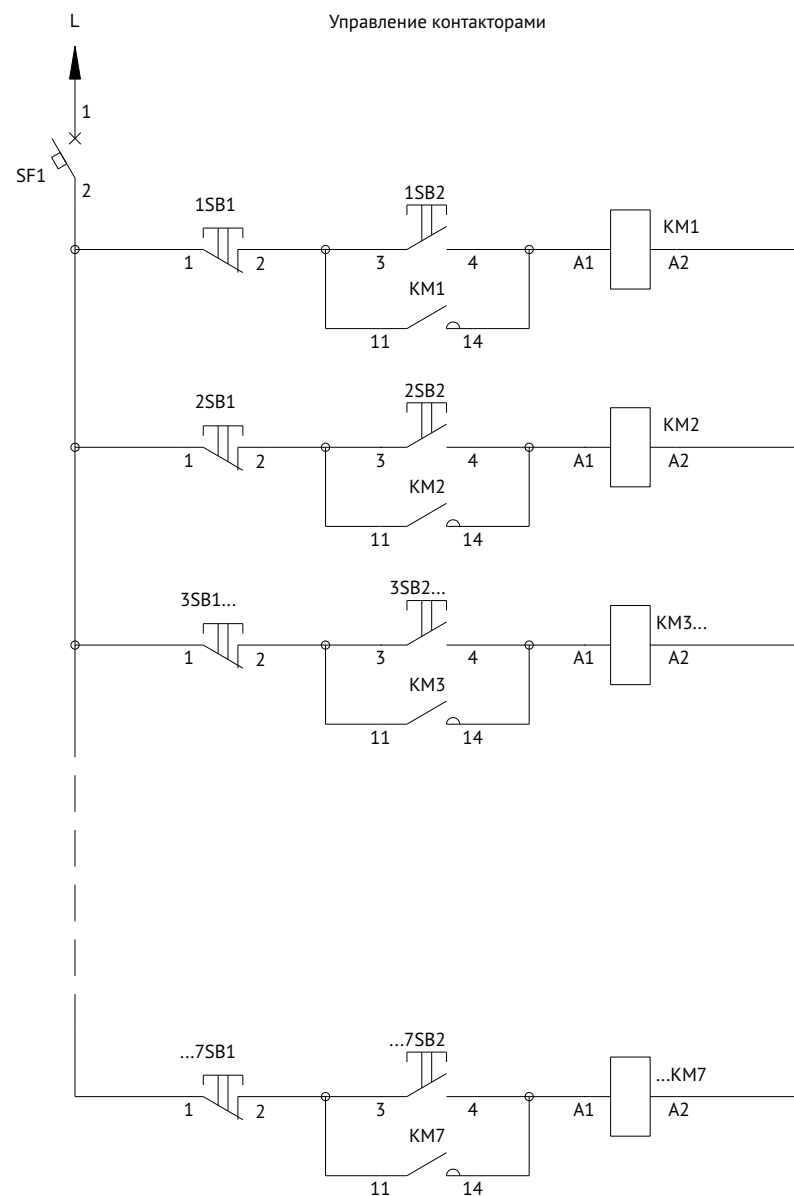 L
Управление контакторами
1
SF1
2
1SB1
1SB2
KM1
1 2 3 4 A1 A2
KM1
11 14
2SB1
2SB2
KM2
1 2 3 4 A1 A2
KM2
11 14
3SB1...
3SB2...
KM3...
1 2 3 4 A1 A2
KM3
11 14
...7SB1
...7SB2
...KM7
1 2 3 4 A1 A2
KM7
11 14